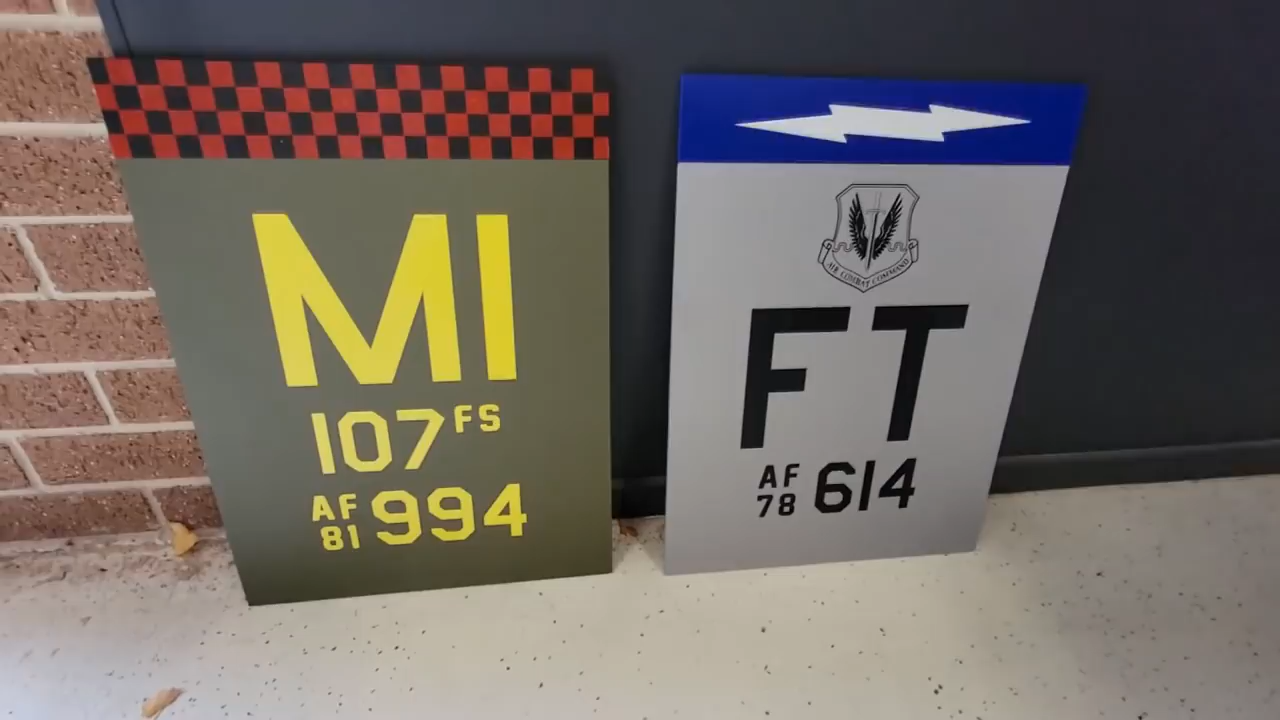 MI
107 FS
AF 81 994
AIR COMBAT COMMAND
FT
AF 78 614